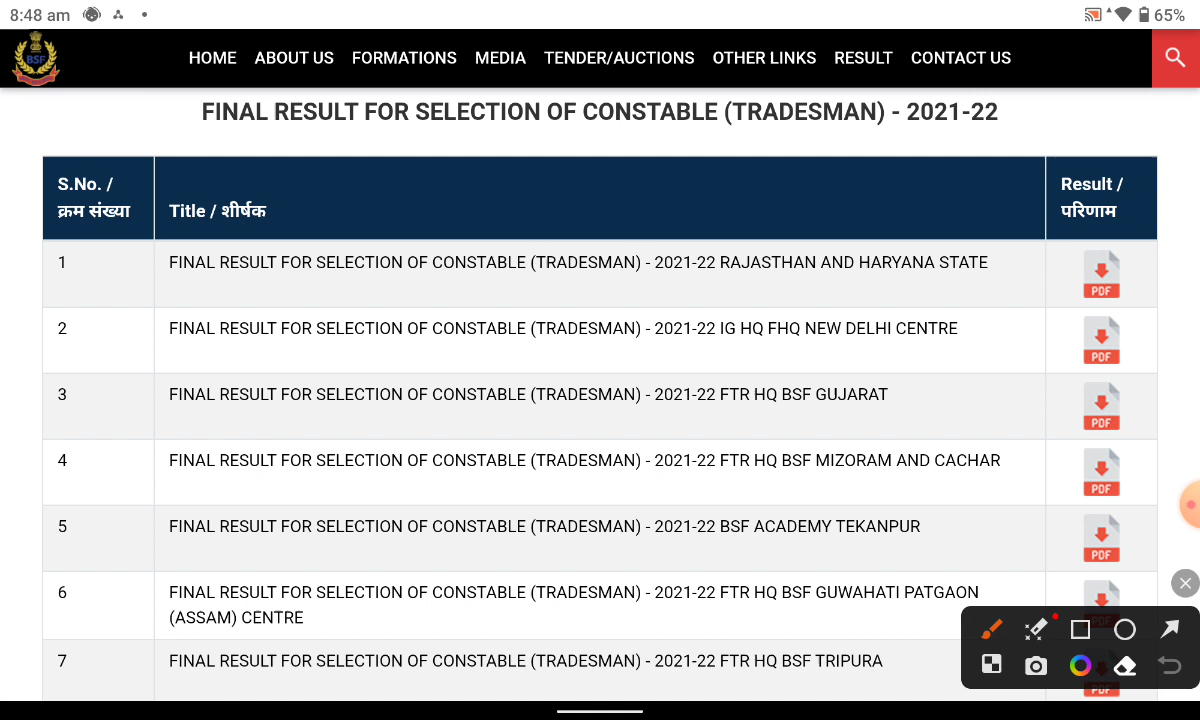 8:48 am
65%
BSF
HOME ABOUT US FORMATIONS MEDIA TENDER/AUCTIONS OTHER LINKS RESULT CONTACT US
FINAL RESULT FOR SELECTION OF CONSTABLE (TRADESMAN) - 2021-22
S.No. /
क्रम संख्या
Title / शीर्षक
Result /
परिणाम
1 FINAL RESULT FOR SELECTION OF CONSTABLE (TRADESMAN) - 2021-22 RAJASTHAN AND HARYANA STATE
PDF
2 FINAL RESULT FOR SELECTION OF CONSTABLE (TRADESMAN) - 2021-22 IG HQ FHQ NEW DELHI CENTRE
PDF
3 FINAL RESULT FOR SELECTION OF CONSTABLE (TRADESMAN) - 2021-22 FTR HQ BSF GUJARAT
PDF
4 FINAL RESULT FOR SELECTION OF CONSTABLE (TRADESMAN) - 2021-22 FTR HQ BSF MIZORAM AND CACHAR
PDF
5 FINAL RESULT FOR SELECTION OF CONSTABLE (TRADESMAN) - 2021-22 BSF ACADEMY TEKANPUR
PDF
6 FINAL RESULT FOR SELECTION OF CONSTABLE (TRADESMAN) - 2021-22 FTR HQ BSF GUWAHATI PATGAON
(ASSAM) CENTRE
PDF
7 FINAL RESULT FOR SELECTION OF CONSTABLE (TRADESMAN) - 2021-22 FTR HQ BSF TRIPURA
PDF